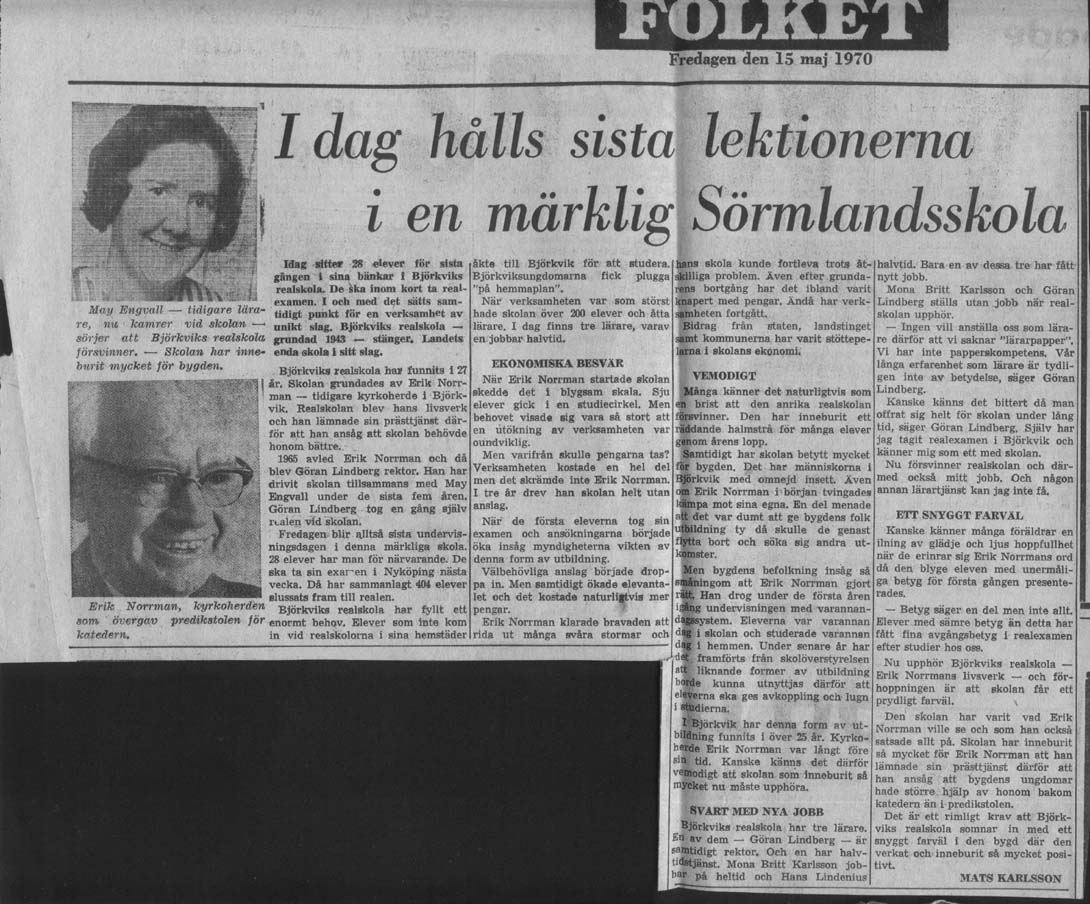 FOLKET
Fredagen den 15 maj 1970
I dag hålls sista lektionerna
i en märklig Sörmlandsskola
May Engvall — tidigare lära-
re, nu kamrer vid skolan —
sörjer att Björkviks realskola
försvinner. — Skolan har inne-
burit mycket för bygden.
Erik Norrman, kyrkoherden
som övergav predikstolen för
katedern.
Idag sitter 28 elever för sista
gången i sina bänkar i Björkviks
realskola. De ska inom kort ta real-
examen. I och med det sätts sam-
tidigt punkt för en verksamhet av
unikt slag. Björkviks realskola —
grundad 1943 — stänger. Landets
enda skola i sitt slag.
Björkviks realskola har funnits i 27
år. Skolan grundades av Erik Norr-
man — tidigare kyrkoherde i Björk-
vik. Realskolan blev hans livsverk
och han lämnade sin prästtjänst där-
för att han ansåg att skolan behövde
honom bättre.
1965 avled Erik Norrman och då
blev Göran Lindberg rektor. Han har
drivit skolan tillsammans med May
Engvall under de sista fem åren.
Göran Lindberg tog en gång själv
realen vid skolan.
Fredagen blir alltså sista undervis-
ningsdagen i denna märkliga skola.
28 elever har man för närvarande. De
ska ta sin examen i Nyköping nästa
vecka. Då har sammanlagt 404 elever
slussats fram till realen.
Björkviks realskola har fyllt ett
enormt behov. Elever som inte kom
in vid realskolorna i sina hemstäder
åkte till Björkvik för att studera.
Björkviksungdomarna fick plugga
"på hemmaplan".
När verksamheten var som störst
hade skolan över 200 elever och åtta
lärare. I dag finns tre lärare, varav
en jobbar halvtid.
EKONOMISKA BESVÄR
När Erik Norrman startade skolan
skedde det i blygsam skala. Sju
elever gick i en studiecirkel. Men
behovet visade sig vara så stort att
en utökning av verksamheten var
oundviklig.
Men varifrån skulle pengarna tas?
Verksamheten kostade en hel del
men det skrämde inte Erik Norrman.
I tre år drev han skolan helt utan
anslag.
När de första eleverna tog sin
examen och ansökningarna började
öka insåg myndigheterna vikten av
denna form av utbildning.
Välbehövliga anslag började drop-
pa in. Men samtidigt ökade elevanta-
let och det kostade naturligtvis mer
pengar.
Erik Norrman klarade bravaden att
rida ut många svåra stormar och
hans skola kunde fortleva trots åt-
skilliga problem. Även efter grunda-
rens bortgång har det ibland varit
knapert med pengar. Ändå har verk-
samheten fortgått.
Bidrag från staten, landstinget
samt kommunerna har varit stöttepe-
larna i skolans ekonomi.
VEMODIGT
Många känner det naturligtvis som
en brist att den anrika realskolan
försvinner. Den har inneburit ett
räddande halmstrå för många elever
genom årens lopp.
Samtidigt har skolan betytt mycket
för bygden. Det har människorna i
Björkvik med omnejd insett. Även
om Erik Norrman i början tvingades
kämpa mot sina egna. En del menade
att det var dumt att ge bygdens folk
utbildning ty då skulle de genast
flytta bort och söka sig andra ut-
komster.
Men bygdens befolkning insåg så
småningom att Erik Norrman gjort
rätt. Han drog under de första åren
igång undervisningen med varannan-
dagssystem. Eleverna var varannan
dag i skolan och studerade varannan
dag i hemmen. Under senare år har
det framförts från skolöverstyrelsen
att liknande former av utbildning
borde kunna utnyttjas därför att
eleverna ska ges avkoppling och lugn
i studierna.
I Björkvik har denna form av ut-
bildning funnits i över 25 år. Kyrko-
herde Erik Norrman var långt före
sin tid. Kanske känns det därför
vemodigt att skolan som inneburit så
mycket nu måste upphöra.
SVART MED NYA JOBB
Björkviks realskola har tre lärare.
En av dem — Göran Lindberg — är
samtidigt rektor. Och en har halv-
tidstjänst. Mona Britt Karlsson job-
bar på heltid och Hans Lindenius
halvtid. Bara en av dessa tre har fått
nytt jobb.
Mona Britt Karlsson och Göran
Lindberg ställs utan jobb när real-
skolan upphör.
— Ingen vill anställa oss som lära-
re därför att vi saknar "lärarpapper".
Vi har inte papperskompetens. Vår
långa erfarenhet som lärare är tydli-
gen inte av betydelse, säger Göran
Lindberg.
Kanske känns det bittert då man
offrat sig helt för skolan under lång
tid, säger Göran Lindberg. Själv har
jag tagit realexamen i Björkvik och
känner mig som ett med skolan.
Nu försvinner realskolan och där-
med också mitt jobb. Och någon
annan lärartjänst kan jag inte få.
ETT SNYGGT FARVÄL
Kanske känner många föräldrar en
ilning av glädje och ljus hoppfullhet
när de erinrar sig Erik Norrmans ord
då den blyge eleven med unermåli-
ga betyg för första gången presente-
rades.
— Betyg säger en del men inte allt.
Elever med sämre betyg än detta har
fått fina avgångsbetyg i realexamen
efter studier hos oss.
Nu upphör Björkviks realskola —
Erik Norrmans livsverk — och för-
hoppningen är att skolan får ett
prydligt farväl.
Den skolan har varit vad Erik
Norrman ville se och som han också
satsade allt på. Skolan har inneburit
så mycket för Erik Norrman att han
lämnade sin prästtjänst därför att
han ansåg att bygdens ungdomar
hade större hjälp av honom bakom
katedern än i predikstolen.
Det är ett rimligt krav att Björk-
viks realskola somnar in med ett
snyggt farväl i den bygd där den
verkat och inneburit så mycket posi-
tivt.
MATS KARLSSON